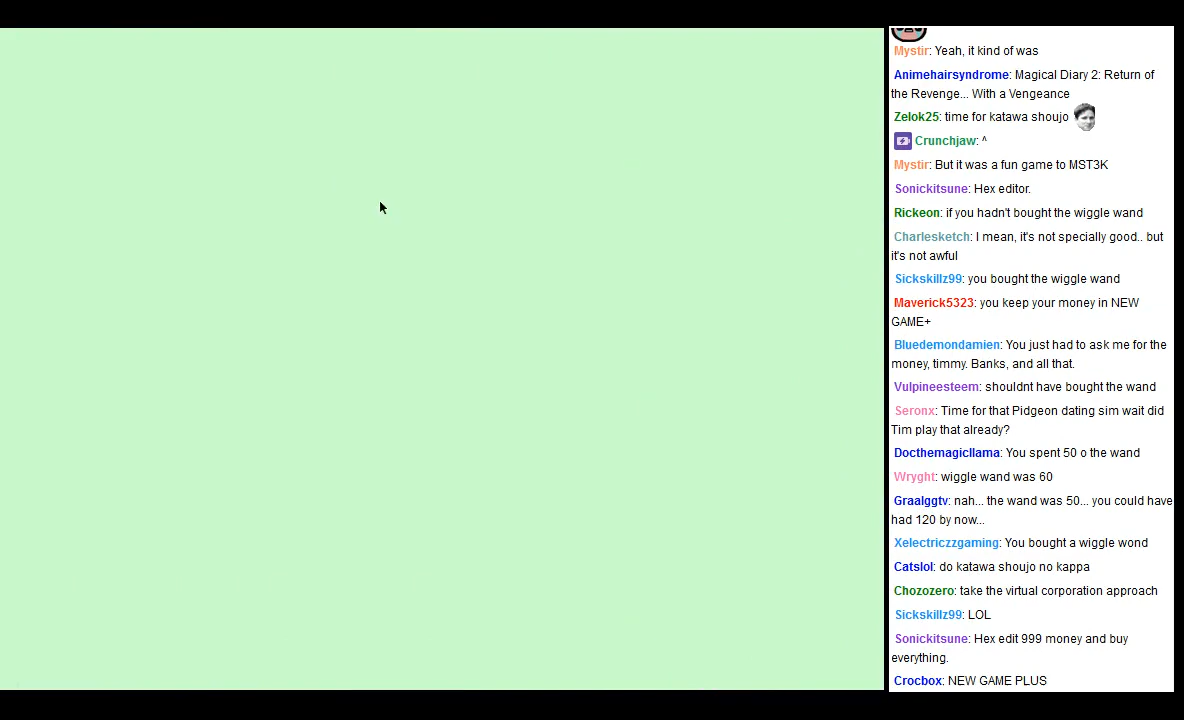 Mystir: Yeah, it kind of was
Animehairsyndrome: Magical Diary 2: Return of
the Revenge... With a Vengeance
Zelok25: time for katawa shoujo
Crunchjaw: ^
Mystir: But it was a fun game to MST3K
Sonickitsune: Hex editor.
Rickeon: if you hadn't bought the wiggle wand
Charlesketch: I mean, it's not specially good.. but
it's not awful
Sickskillz99: you bought the wiggle wand
Maverick5323: you keep your money in NEW
GAME+
Bluedemondamien: You just had to ask me for the
money, timmy. Banks, and all that.
Vulpineesteem: shouldnt have bought the wand
Seronx: Time for that Pidgeon dating sim wait did
Tim play that already?
Docthemagicllama: You spent 50 o the wand
Wryght: wiggle wand was 60
Graalggtv: nah... the wand was 50... you could have
had 120 by now...
Xelectriczzgaming: You bought a wiggle wond
Catslol: do katawa shoujo no kappa
Chozozero: take the virtual corporation approach
Sickskillz99: LOL
Sonickitsune: Hex edit 999 money and buy
everything.
Crocbox: NEW GAME PLUS